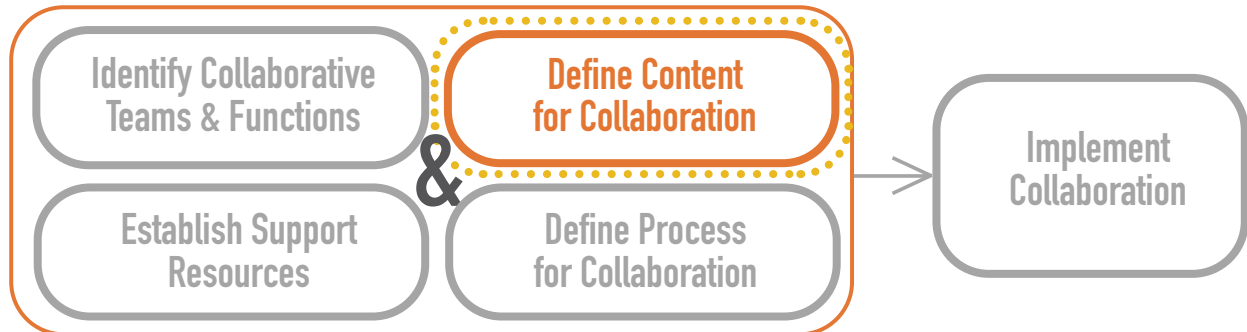 Identify Collaborative
Teams & Functions
Define Content
for Collaboration
&
Establish Support
Resources
Define Process
for Collaboration
Implement
Collaboration